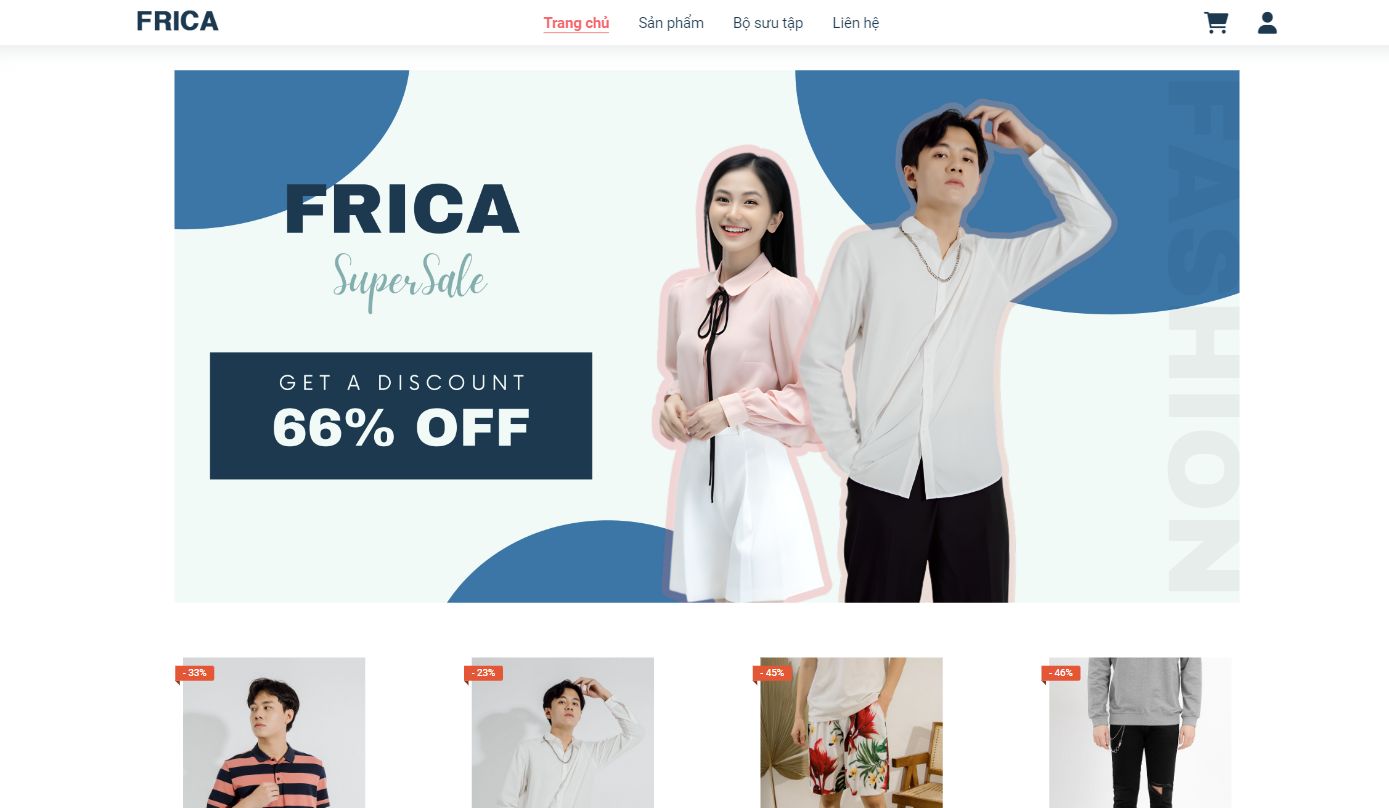 FRICA
Trang chủ
Sản phẩm
Bộ sưu tập
Liên hệ
FRICA
SuperSale
GET A DISCOUNT
66% OFF
FASHION
- 33%
- 23%
- 45%
- 46%